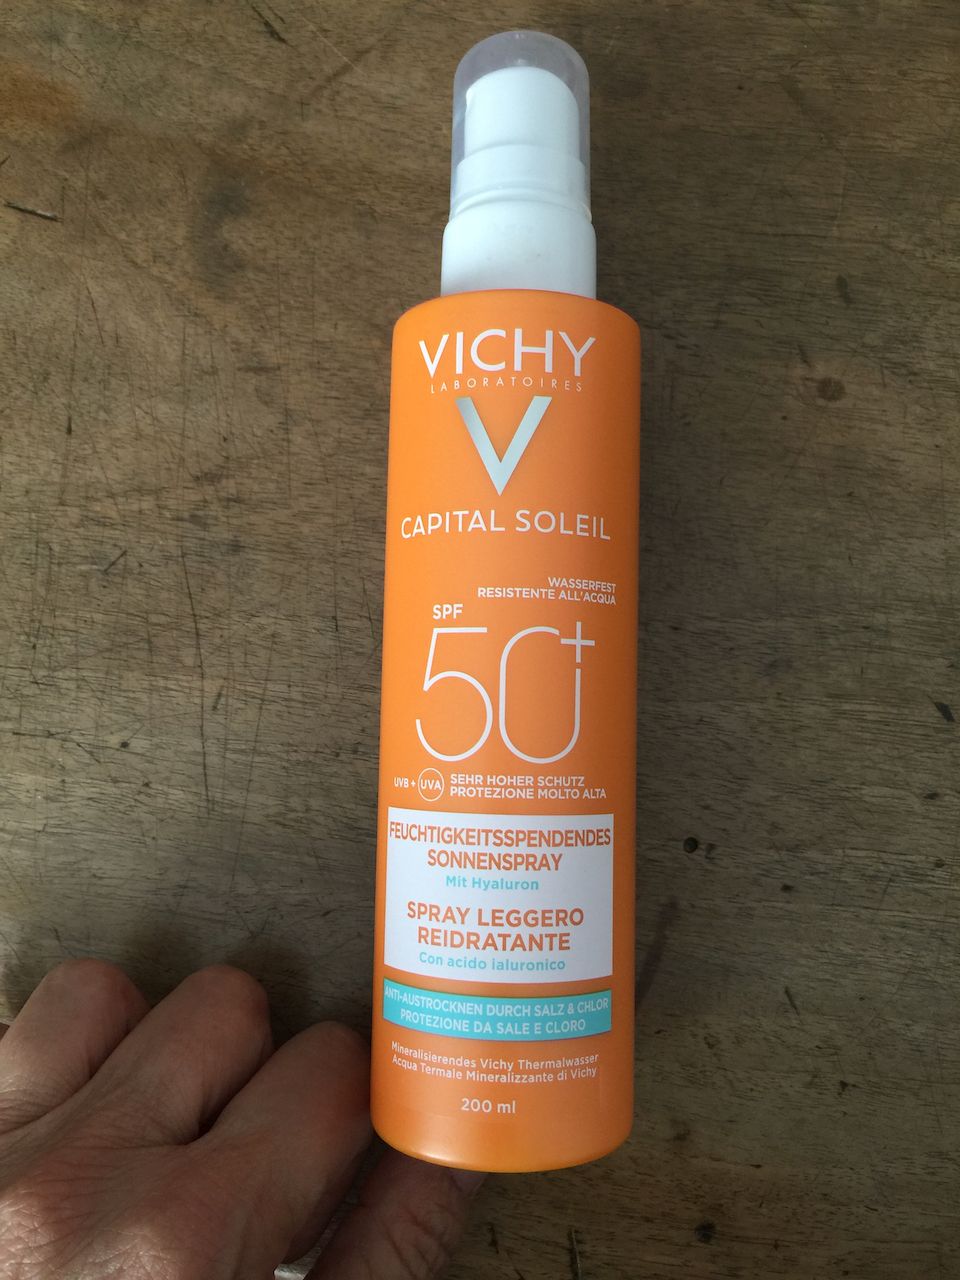 VICHY
LABORATOIRES
V
CAPITAL SOLEIL
WASSERFEST
RESISTENTE ALL'ACQUA
SPF
50+
UVB + UVA SEHR HOHER SCHUTZ
PROTEZIONE MOLTO ALTA
FEUCHTIGKEITSSPENDENDES
SONNENSPRAY
Mit Hyaluron
SPRAY LEGGERO
REIDRATANTE
Con acido ialuronico
ANTI-AUSTROCKNEN DURCH SALZ & CHLOR
PROTEZIONE DA SALE E CLORO
Mineralisierendes Vichy Thermalwasser
Acqua Termale Mineralizzante di Vichy
200 ml